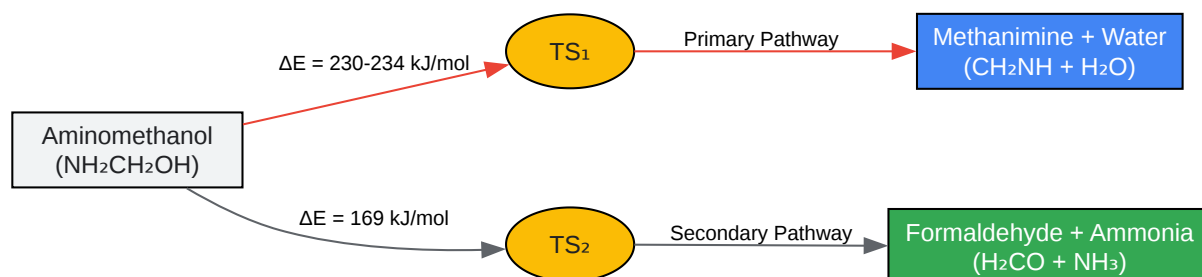 Aminomethanol
(NH₂CH₂OH)
ΔE = 230-234 kJ/mol
TS₁
Primary Pathway
Methanimine + Water
(CH₂NH + H₂O)
ΔE = 169 kJ/mol
TS₂
Secondary Pathway
Formaldehyde + Ammonia
(H₂CO + NH₃)